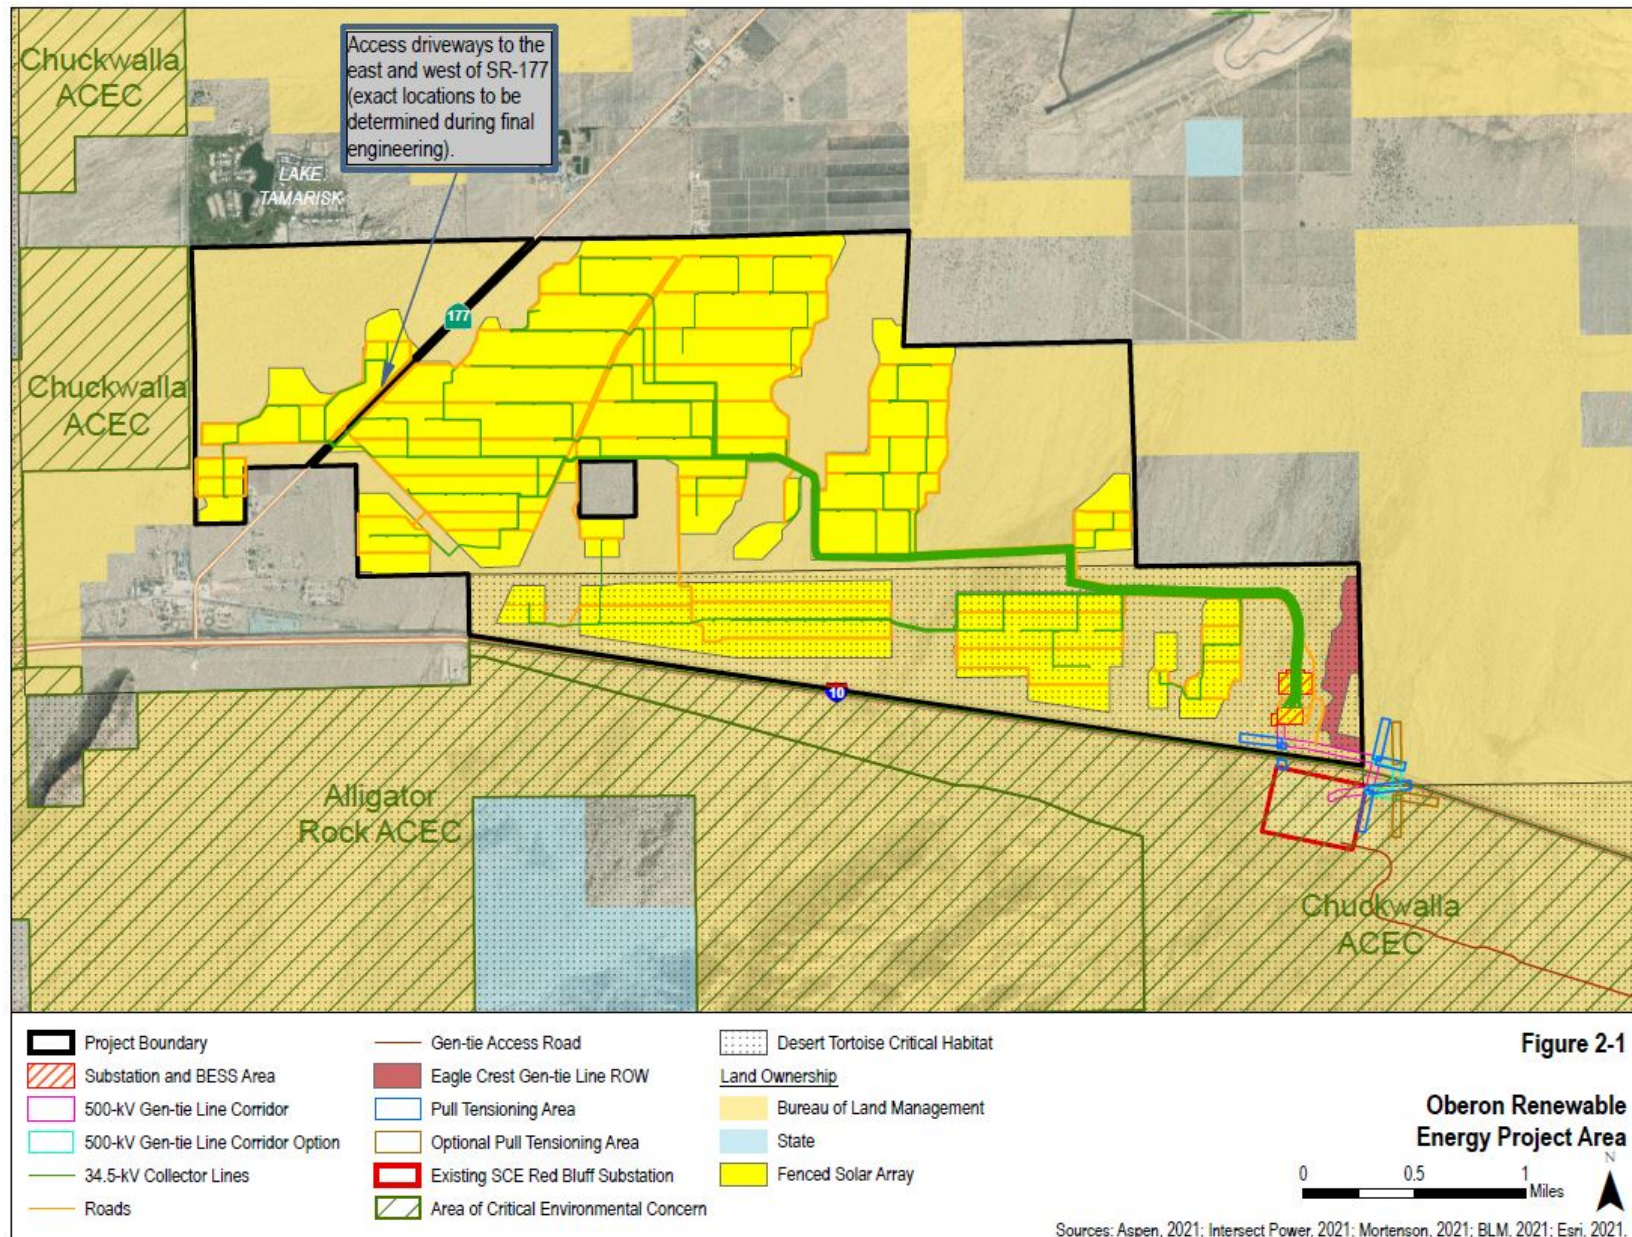 Chuckwalla
ACEC
Access driveways to the
east and west of SR-177
(exact locations to be
determined during final
engineering).
LAKE
TAMARISK
177
Chuckwalla
ACEC
10
Alligator
Rock ACEC
Chuckwalla
ACEC
Project Boundary
Substation and BESS Area
500-kV Gen-tie Line Corridor
500-kV Gen-tie Line Corridor Option
34.5-kV Collector Lines
Roads
Gen-tie Access Road
Eagle Crest Gen-tie Line ROW
Pull Tensioning Area
Optional Pull Tensioning Area
Existing SCE Red Bluff Substation
Area of Critical Environmental Concern
Desert Tortoise Critical Habitat
Land Ownership
Bureau of Land Management
State
Fenced Solar Array
Figure 2-1
Oberon Renewable
Energy Project Area
N
0 0.5 1
Miles
Sources: Aspen, 2021; Intersect Power, 2021; Mortenson, 2021; BLM, 2021; Esri, 2021.